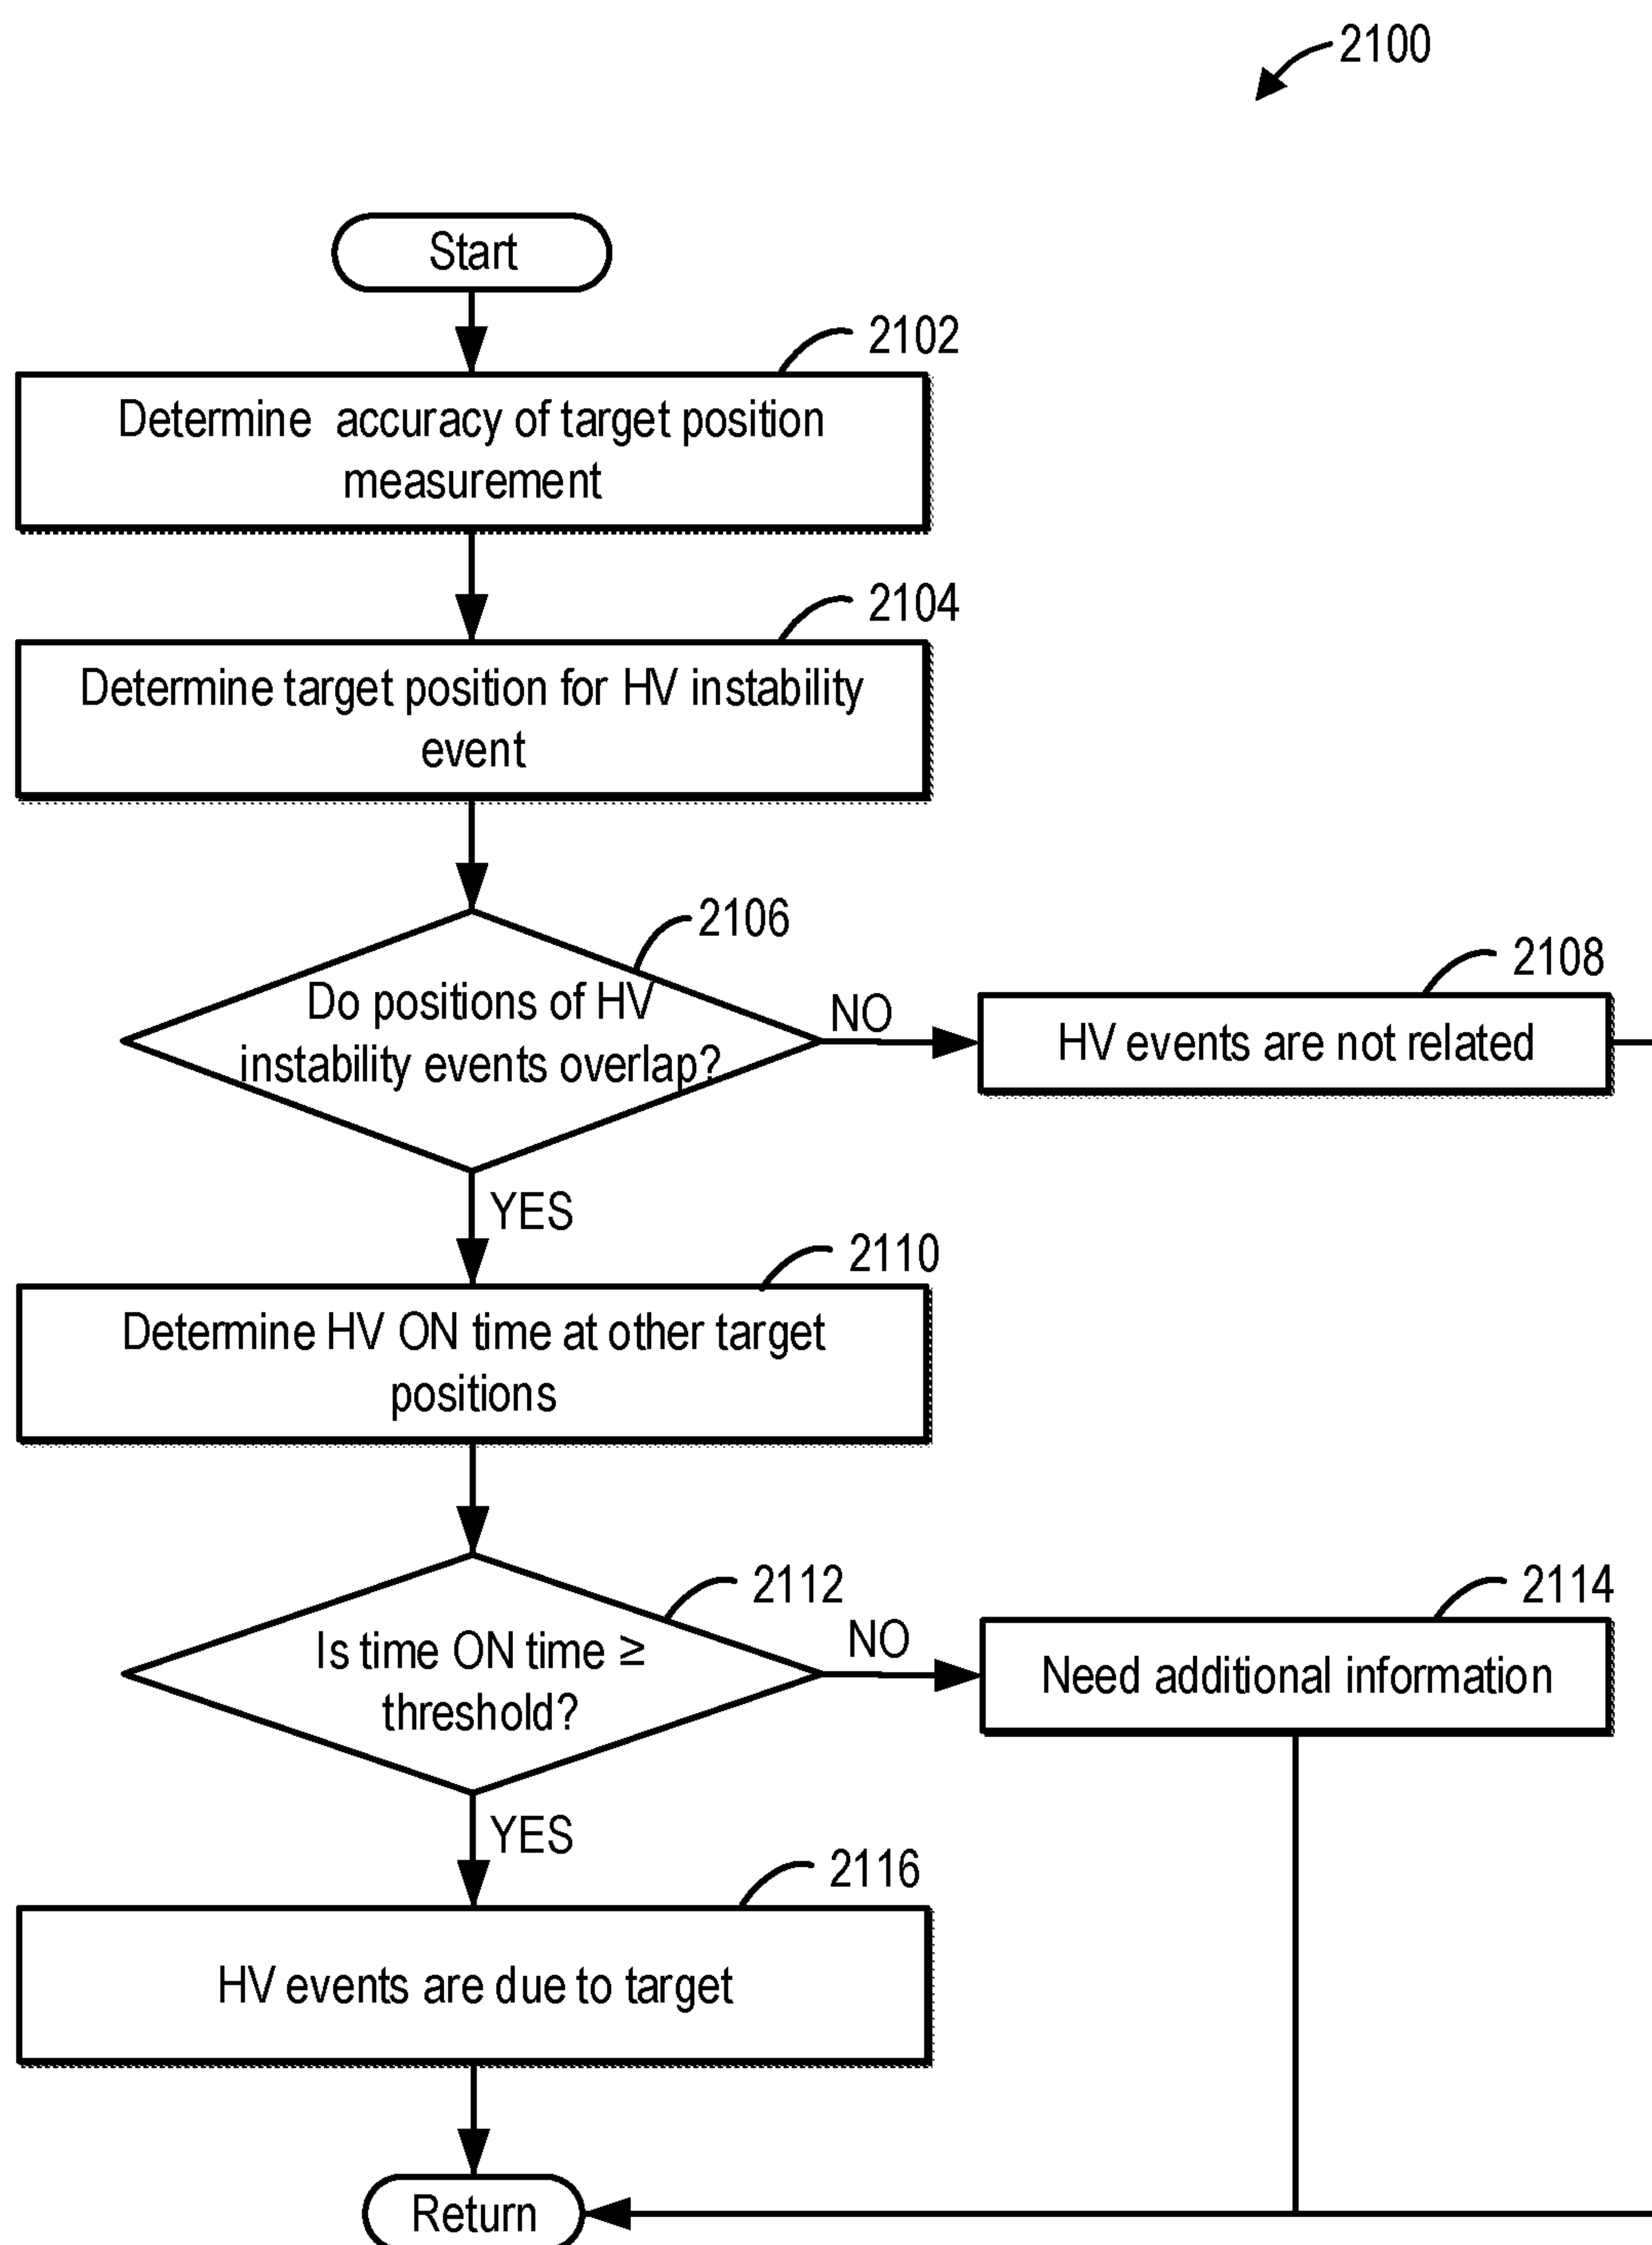 2100
Start
2102
Determine accuracy of target position
measurement
2104
Determine target position for HV instability
event
2106
Do positions of HV
instability events overlap?
NO
2108
HV events are not related
YES
2110
Determine HV ON time at other target
positions
2112
Is time ON time ≥
threshold?
NO
2114
Need additional information
YES
2116
HV events are due to target
Return